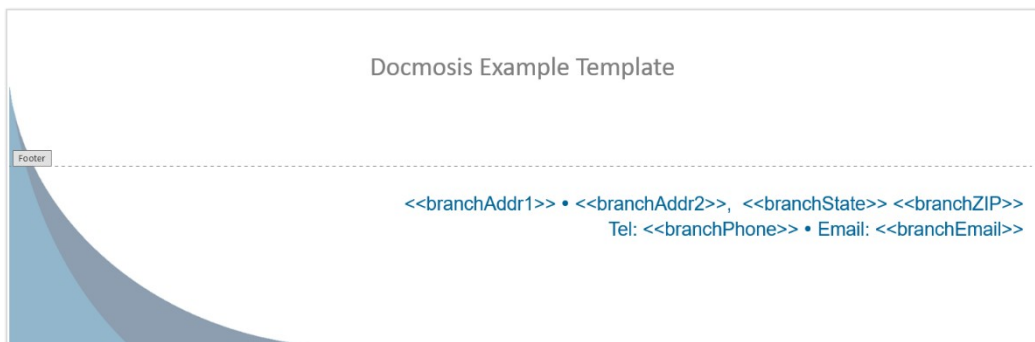 Docmosis Example Template
Footer
<<branchAddr1>> • <<branchAddr2>>, <<branchState>> <<branchZIP>>
Tel: <<branchPhone>> • Email: <<branchEmail>>